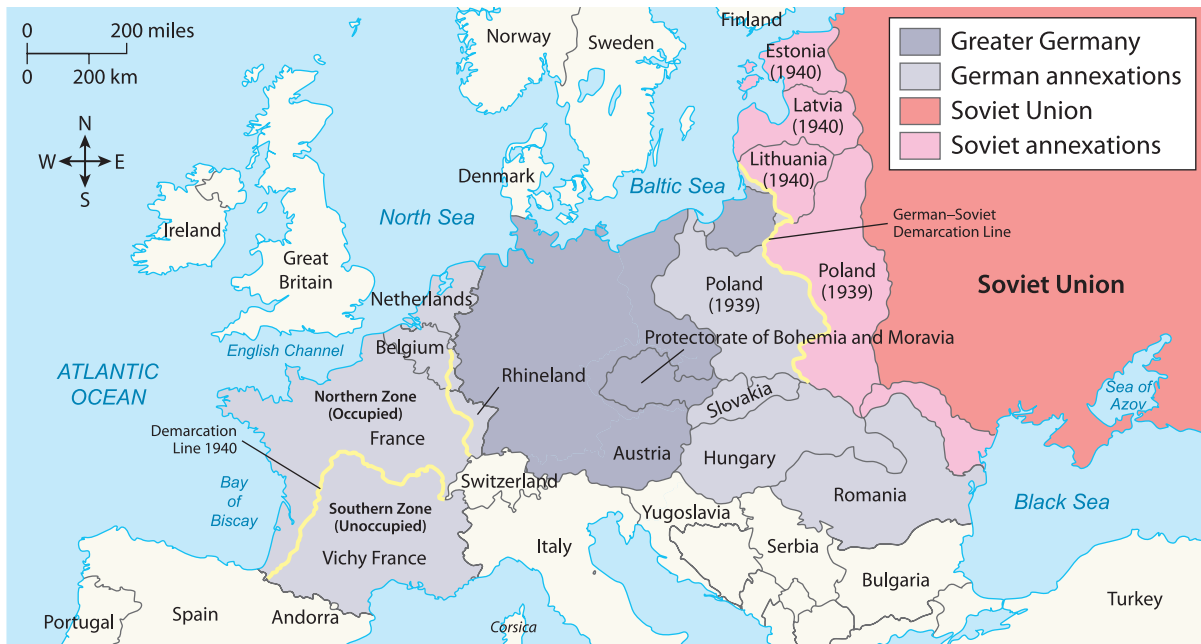 0 200 miles
0 200 km
N
W E
S
Norway
Sweden
Finland
Estonia
(1940)
Latvia
(1940)
Lithuania
(1940)
Greater Germany
German annexations
Soviet Union
Soviet annexations
Denmark
Baltic Sea
North Sea
Ireland
Great
Britain
German–Soviet
Demarcation Line
Netherlands
Poland
(1939)
Poland
(1939)
Soviet Union
English Channel
Belgium
Protectorate of Bohemia and Moravia
ATLANTIC
OCEAN
Rhineland
Northern Zone
(Occupied)
France
Slovakia
Sea of
Azov
Demarcation
Line 1940
Austria
Hungary
Switzerland
Bay
of
Biscay
Southern Zone
(Unoccupied)
Vichy France
Romania
Black Sea
Yugoslavia
Italy
Serbia
Bulgaria
Portugal
Spain
Andorra
Corsica
Turkey